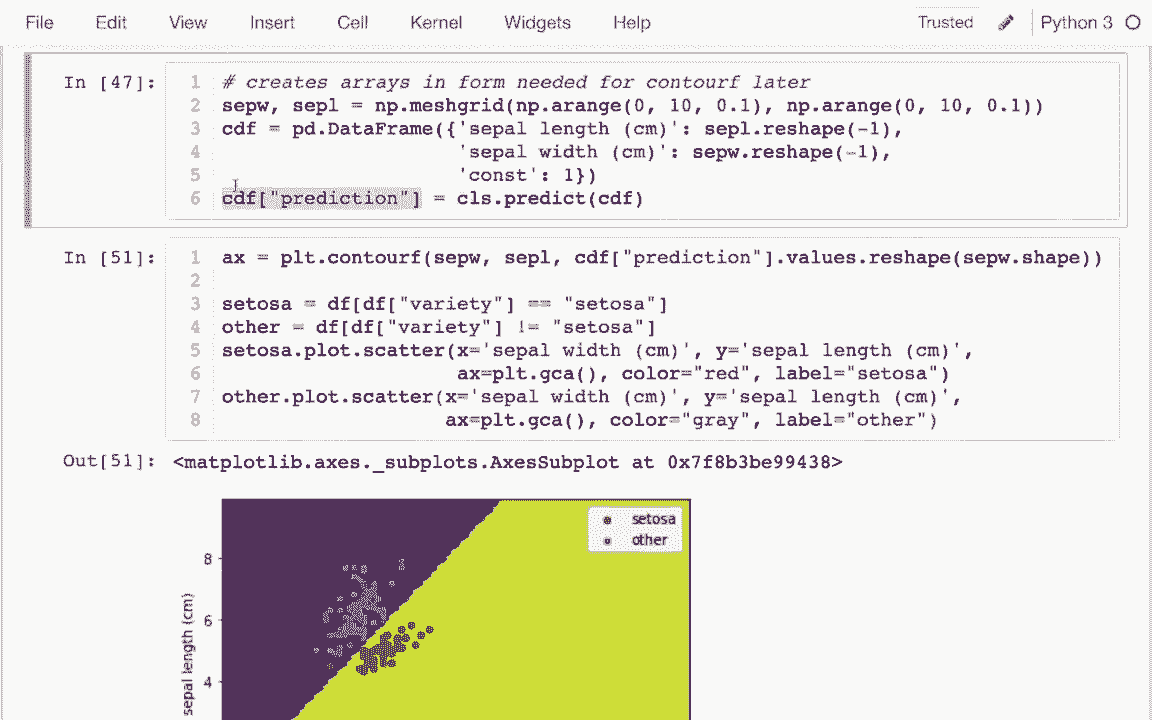 File Edit View Insert Cell Kernel Widgets Help Trusted Python 3
In [47]:
1 # creates arrays in form needed for contourf later
2 sepw, sepl = np.meshgrid(np.arange(0, 10, 0.1), np.arange(0, 10, 0.1))
3 cdf = pd.DataFrame({'sepal length (cm)': sepl.reshape(-1),
4 'sepal width (cm)': sepw.reshape(-1),
5 'const': 1})
6 cdf["prediction"] = cls.predict(cdf)
In [51]:
1 ax = plt.contourf(sepw, sepl, cdf["prediction"].values.reshape(sepw.shape))
2
3 setosa = df[df["variety"] == "setosa"]
4 other = df[df["variety"] != "setosa"]
5 setosa.plot.scatter(x='sepal width (cm)', y='sepal length (cm)',
6 ax=plt.gca(), color="red", label="setosa")
7 other.plot.scatter(x='sepal width (cm)', y='sepal length (cm)',
8 ax=plt.gca(), color="gray", label="other")
Out[51]: <matplotlib.axes._subplots.AxesSubplot at 0x7f8b3be99438>
setosa
other
8
6
4
sepal length (cm)